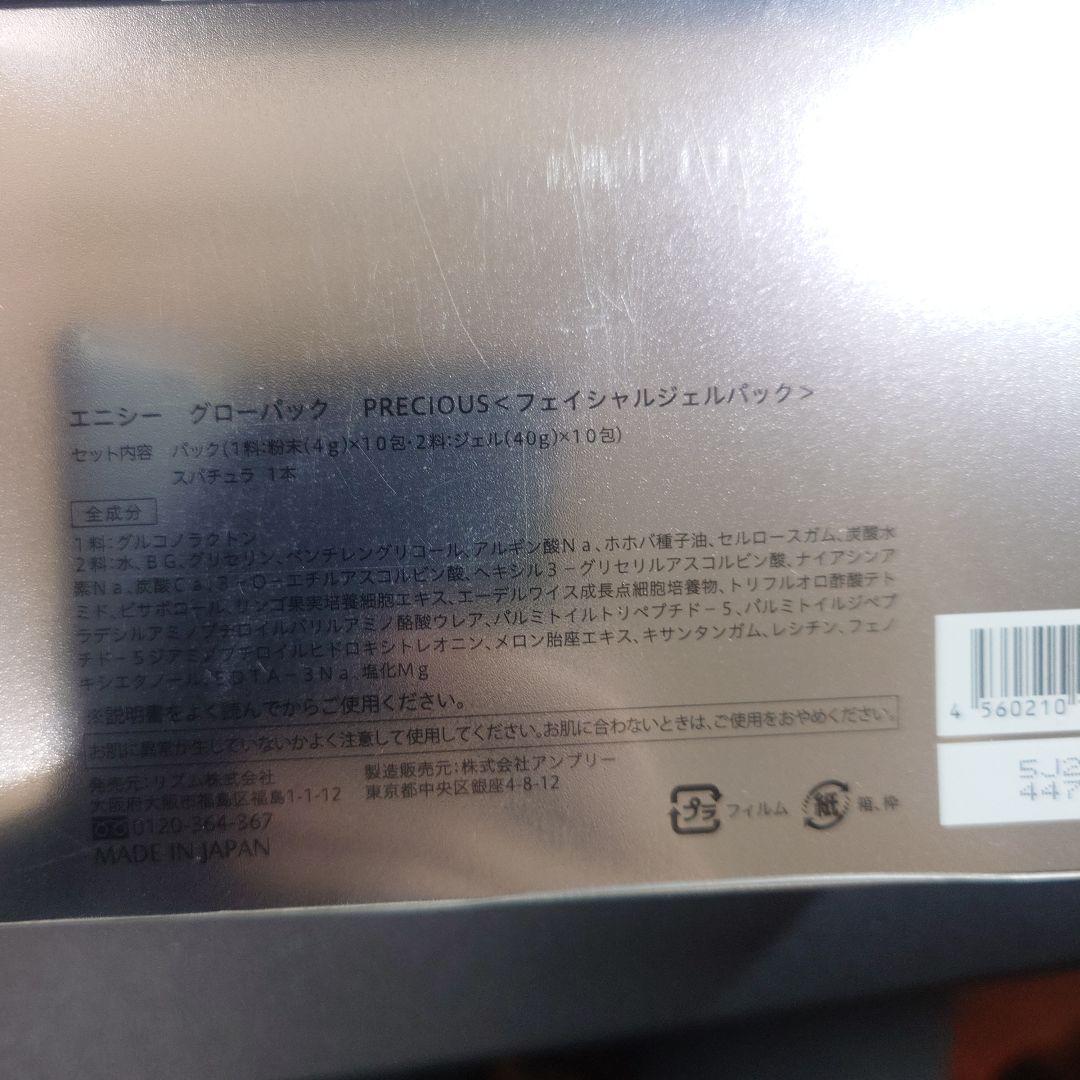 エニシー　グローパック　PRECIOUS<フェイシャルジェルパック>
セット内容　パック(1料:粉末(4g)×10包・2料:ジェル(40g)×10包)
スパチュラ 1本
全成分
1料:グルコノラクトン
2料:水、BG、グリセリン、ペンチレングリコール、アルギン酸Na、ホホバ種子油、セルロースガム、炭酸水
素Na、炭酸Ca、3-O-エチルアスコルビン酸、ヘキシル3-グリセリルアスコルビン酸、ナイアシンア
ミド、ビサボロール、リンゴ果実培養細胞エキス、エーデルワイス成長点細胞培養物、トリフルオロ酢酸テト
ラデシルアミノブチロイルバリルアミノ酪酸ウレア、パルミトイルトリペプチド-5、パルミトイルジペプ
チド-5ジアミノブチロイルヒドロキシトレオニン、メロン胎座エキス、キサンタンガム、レシチン、フェノ
キシエタノール、EDTA-3Na、塩化Mg
※説明書をよく読んでからご使用ください。
お肌に異常が生じていないかよく注意して使用してください。お肌に合わないときは、ご使用をおやめください。
発売元:リズム株式会社
大阪府大阪市福島区福島1-1-12
0120-364-367
MADE IN JAPAN
製造販売元:株式会社アンプリー
東京都中央区銀座4-8-12
プラ フィルム
紙 箱、枠
4 560210
5J2
447